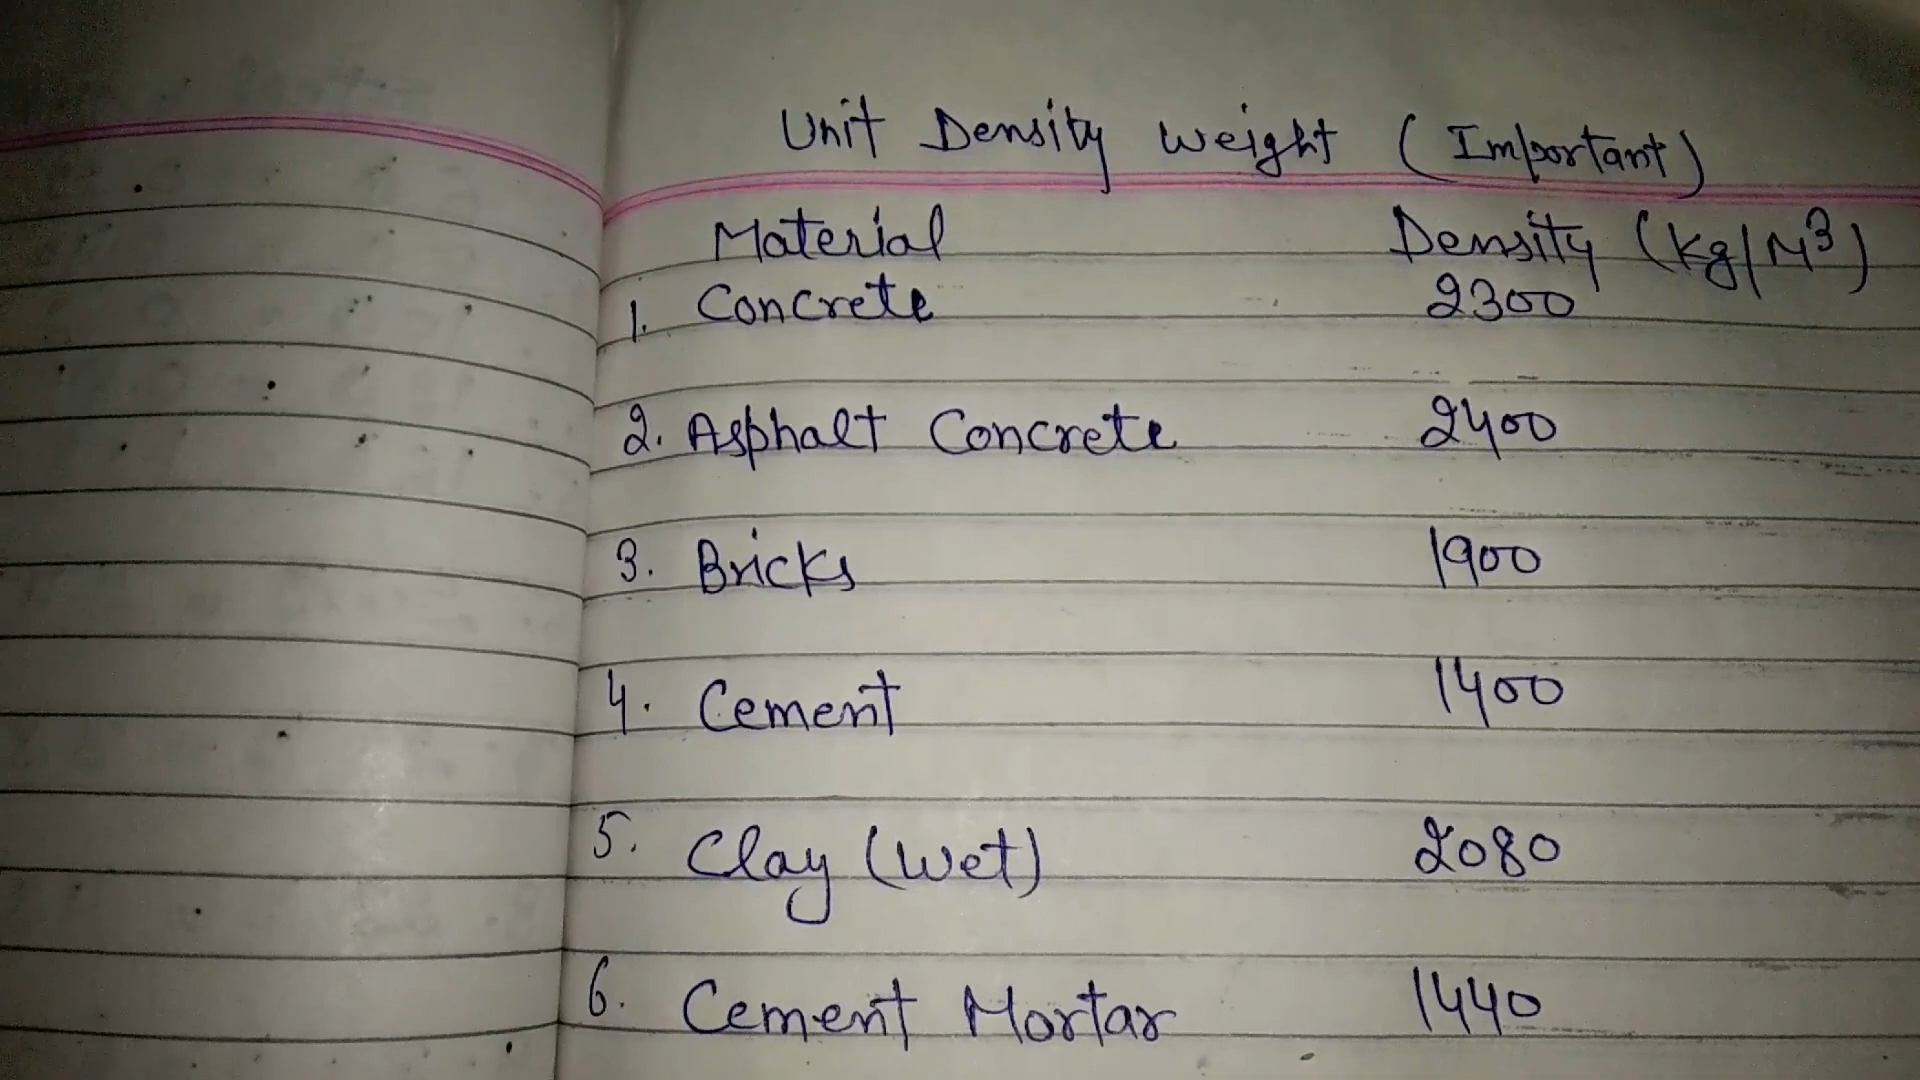 Unit Density Weight (Important)
Material Density (Kg/M³)
1. Concrete 2300
2. Asphalt Concrete 2400
3. Bricks 1900
4. Cement 1400
5. Clay (Wet) 2080
6. Cement Mortar 1440